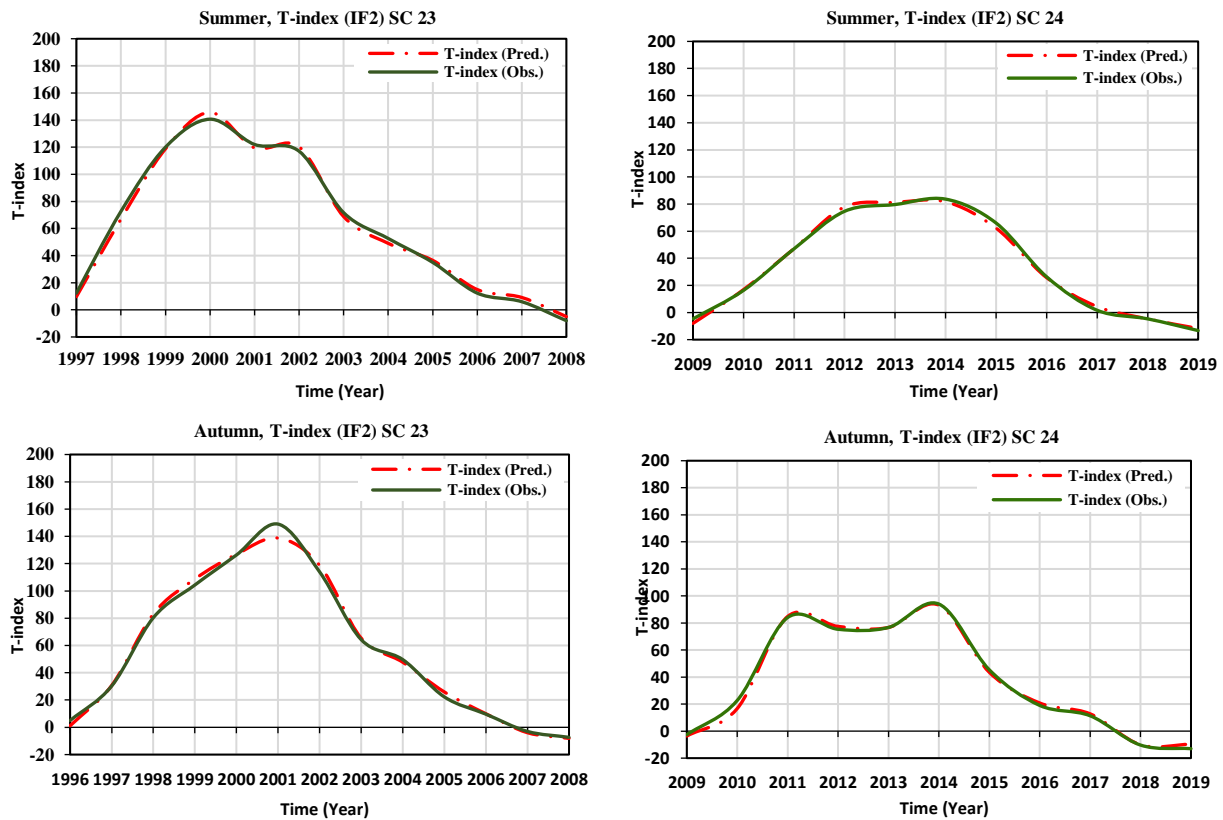 Summer, T-index (IF2) SC 23
200
180
160
140
120
100
80
60
40
20
0
-20
T-index
T-index (Pred.)
T-index (Obs.)
1997 1998 1999 2000 2001 2002 2003 2004 2005 2006 2007 2008
Time (Year)
Summer, T-index (IF2) SC 24
200
180
160
140
120
100
80
60
40
20
0
-20
T-index
T-index (Pred.)
T-index (Obs.)
2009 2010 2011 2012 2013 2014 2015 2016 2017 2018 2019
Time (Year)
Autumn, T-index (IF2) SC 23
200
180
160
140
120
100
80
60
40
20
0
-20
T-index
T-index (Pred.)
T-index (Obs.)
1996 1997 1998 1999 2000 2001 2002 2003 2004 2005 2006 2007 2008
Time (Year)
Autumn, T-index (IF2) SC 24
200
180
160
140
120
100
80
60
40
20
0
-20
T-index
T-index (Pred.)
T-index (Obs.)
2009 2010 2011 2012 2013 2014 2015 2016 2017 2018 2019
Time (Year)